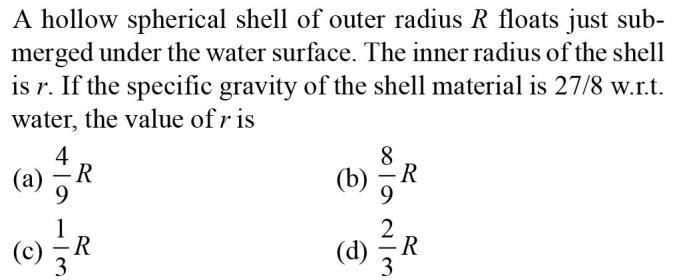 A hollow spherical shell of outer radius R floats just sub-
merged under the water surface. The inner radius of the shell
is r. If the specific gravity of the shell material is 27/8 w.r.t.
water, the value of r is
(a) 4/9 R (b) 8/9 R
(c) 1/3 R (d) 2/3 R